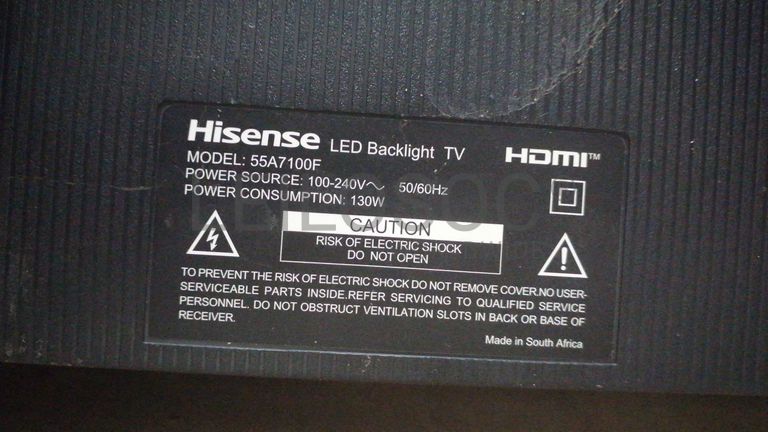 Hisense LED Backlight TV HDMI™
MODEL: 55A7100F
POWER SOURCE: 100-240V～ 50/60Hz
POWER CONSUMPTION: 130W
CAUTION
RISK OF ELECTRIC SHOCK
DO NOT OPEN
TO PREVENT THE RISK OF ELECTRIC SHOCK DO NOT REMOVE COVER.NO USER-
SERVICEABLE PARTS INSIDE.REFER SERVICING TO QUALIFIED SERVICE
PERSONNEL. DO NOT OBSTRUCT VENTILATION SLOTS IN BACK OR BASE OF
RECEIVER.
Made in South Africa